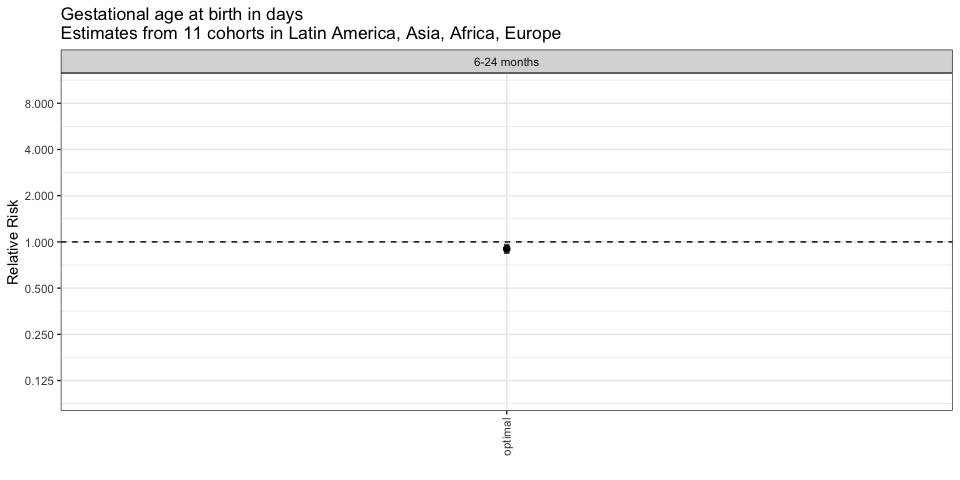 Gestational age at birth in days
Estimates from 11 cohorts in Latin America, Asia, Africa, Europe
6-24 months
Relative Risk
8.000
4.000
2.000
1.000
0.500
0.250
0.125
optimal